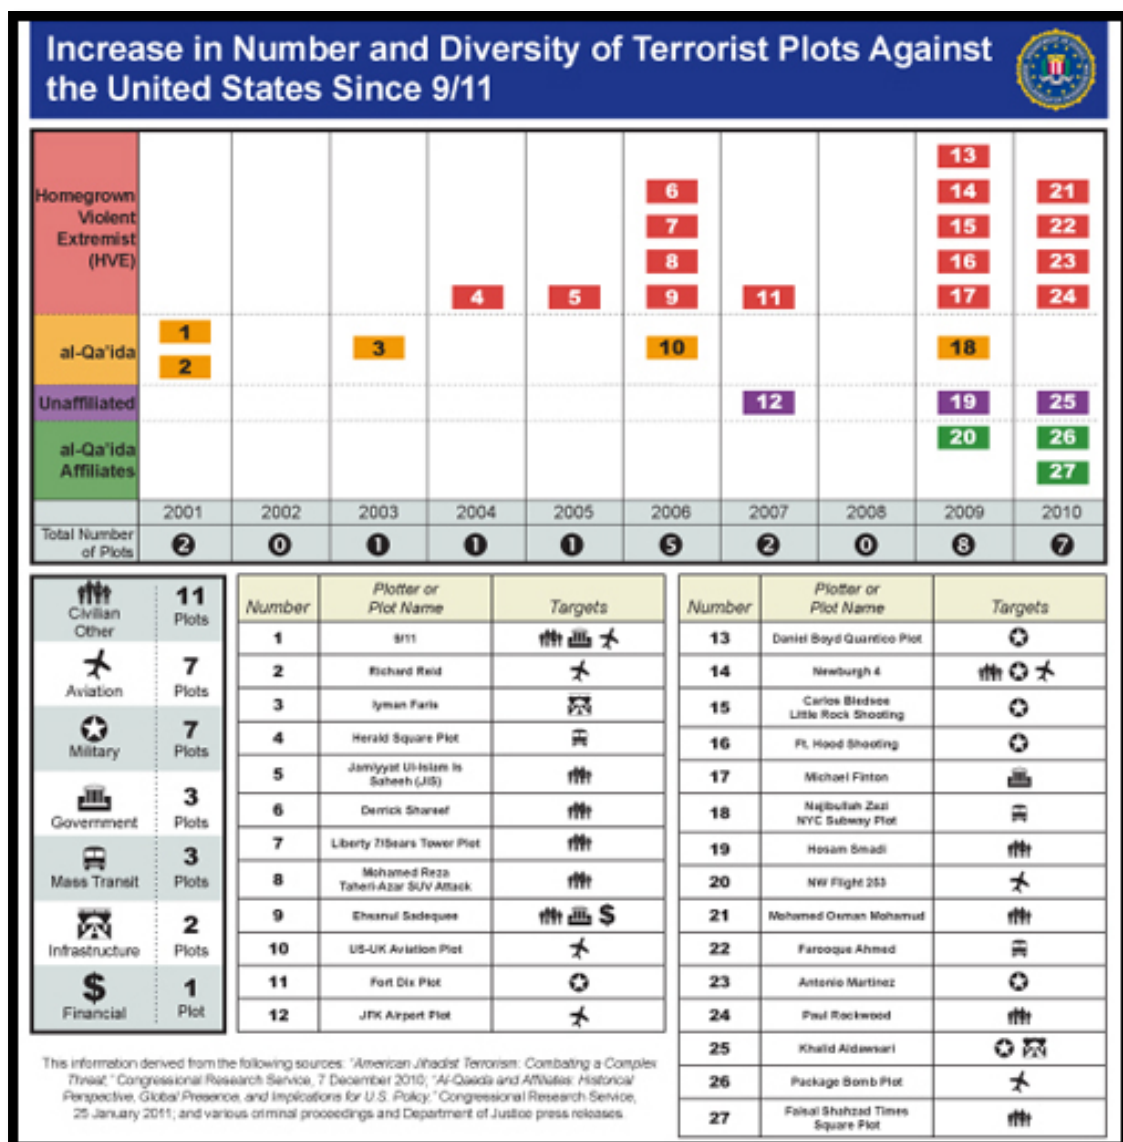 Increase in Number and Diversity of Terrorist Plots Against
the United States Since 9/11
Homegrown
Violent
Extremist
(HVE)
13
6 14 21
7 15 22
8 16 23
4 5 9 11 17 24
al-Qa'ida
1
2
3 10 18
Unaffiliated
12 19 25
al-Qa'ida
Affiliates
20 26
27
2001 2002 2003 2004 2005 2006 2007 2008 2009 2010
Total Number
of Plots
2 0 1 1 1 5 2 0 8 7
Civilian
Other
11
Plots
Aviation
7
Plots
Military
7
Plots
Government
3
Plots
Mass Transit
3
Plots
Infrastructure
2
Plots
$
Financial
1
Plot
Number Plotter or
Plot Name Targets
1 9/11
2 Richard Reid
3 Iyman Faris
4 Herald Square Plot
5 Jamiyyat Ul-Islam Is
Saheeh (JIS)
6 Derrick Shareef
7 Liberty 7/Sears Tower Plot
8 Mohamed Reza
Taheri-Azar SUV Attack
9 Ehsanul Sadequee $
10 US-UK Aviation Plot
11 Fort Dix Plot
12 JFK Airport Plot
Number Plotter or
Plot Name Targets
13 Daniel Boyd Quantico Plot
14 Newburgh 4
15 Carlos Bledsoe
Little Rock Shooting
16 Ft. Hood Shooting
17 Michael Finton
18 Najibullah Zazi
NYC Subway Plot
19 Hosam Smadi
20 NW Flight 253
21 Mohamed Osman Mohamud
22 Farooque Ahmed
23 Antonio Martinez
24 Paul Rockwood
25 Khalid Aldawsari
26 Package Bomb Plot
27 Faisal Shahzad Times
Square Plot
This information derived from the following sources: "American Jihadist Terrorism: Combating a Complex
Threat," Congressional Research Service, 7 December 2010; "Al-Qaeda and Affiliates: Historical
Perspective, Global Presence, and Implications for U.S. Policy." Congressional Research Service,
25 January 2011; and various criminal proceedings and Department of Justice press releases.